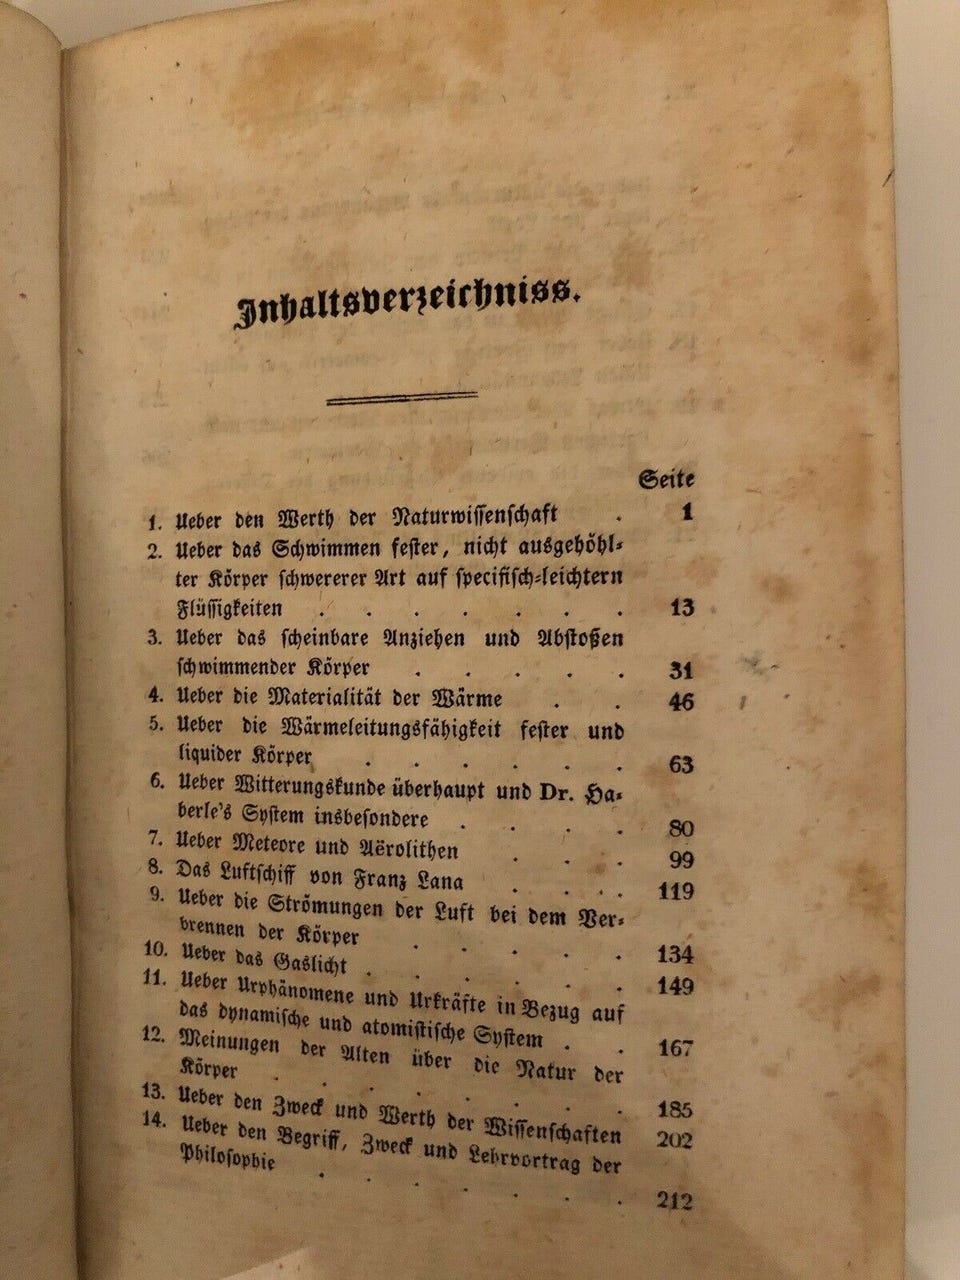 Inhaltsverzeichniss.
Seite
1. Ueber den Werth der Naturwissenschaft . 1
2. Ueber das Schwimmen fester, nicht ausgehöhl-
ter Körper schwererer Art auf specifisch-leichtern
Flüssigkeiten . . . . . . . 13
3. Ueber das scheinbare Anziehen und Abstoßen
schwimmender Körper . . . . . 31
4. Ueber die Materialität der Wärme . . 46
5. Ueber die Wärmeleitungsfähigkeit fester und
liquider Körper . . . . . . 63
6. Ueber Witterungskunde überhaupt und Dr. Ha-
berle's System insbesondere . . . . 80
7. Ueber Meteore und Aërolithen . . . 99
8. Das Luftschiff von Franz Lana . . . . 119
9. Ueber die Strömungen der Luft bei dem Ver-
brennen der Körper . . . . . 134
10. Ueber das Gaslicht . . . . . . 149
11. Ueber Urphänomene und Urkräfte in Bezug auf
das dynamische und atomistische System . . 167
12. Meinungen der Alten über die Natur der
Körper . . . . . . . . 185
13. Ueber den Zweck und Werth der Wissenschaften 202
14. Ueber den Begriff, Zweck und Lehrvortrag der
Philosophie . . . . . . . 212